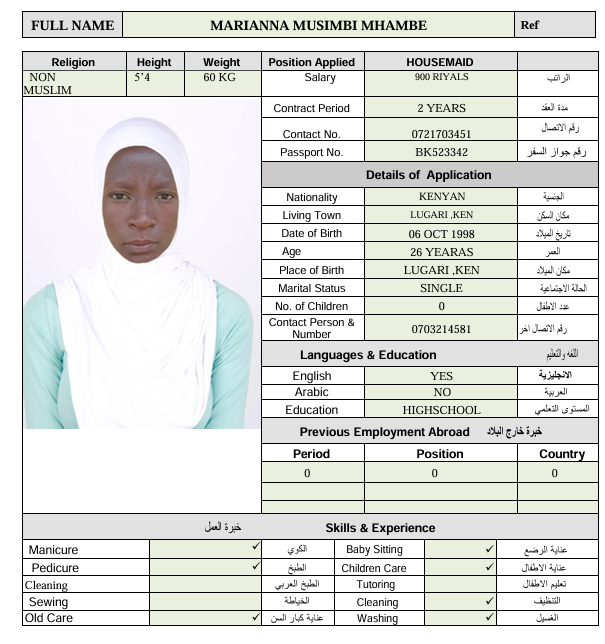 FULL NAME MARIANNA MUSIMBI MHAMBE Ref
Religion Height Weight Position Applied HOUSEMAID
NON MUSLIM 5’4 60 KG Salary 900 RIYALS الراتب
Contract Period 2 YEARS مدة العقد
Contact No. 0721703451 رقم الاتصال
Passport No. BK523342 رقم جواز السفر
Details of Application
Nationality KENYAN الجنسية
Living Town LUGARI ,KEN مكان السكن
Date of Birth 06 OCT 1998 تاريخ الميلاد
Age 26 YEARAS العمر
Place of Birth LUGARI ,KEN مكان الميلاد
Marital Status SINGLE الحالة الاجتماعية
No. of Children 0 عدد الاطفال
Contact Person & Number 0703214581 رقم الاتصال اخر
Languages & Education اللغه والتعليم
English YES الانجليزية
Arabic NO العربية
Education HIGHSCHOOL المستوى التعلمي
Previous Employment Abroad خبرة خارج البلاد
Period Position Country
0 0 0
خبرة العمل Skills & Experience
Manicure ✓ الكوي Baby Sitting ✓ عناية الرضع
Pedicure ✓ الطبخ Children Care ✓ عناية الاطفال
Cleaning الطبخ العربي Tutoring تعليم الاطفال
Sewing الخياطة Cleaning ✓ التنظيف
Old Care ✓ عناية كبار السن Washing ✓ الغسيل